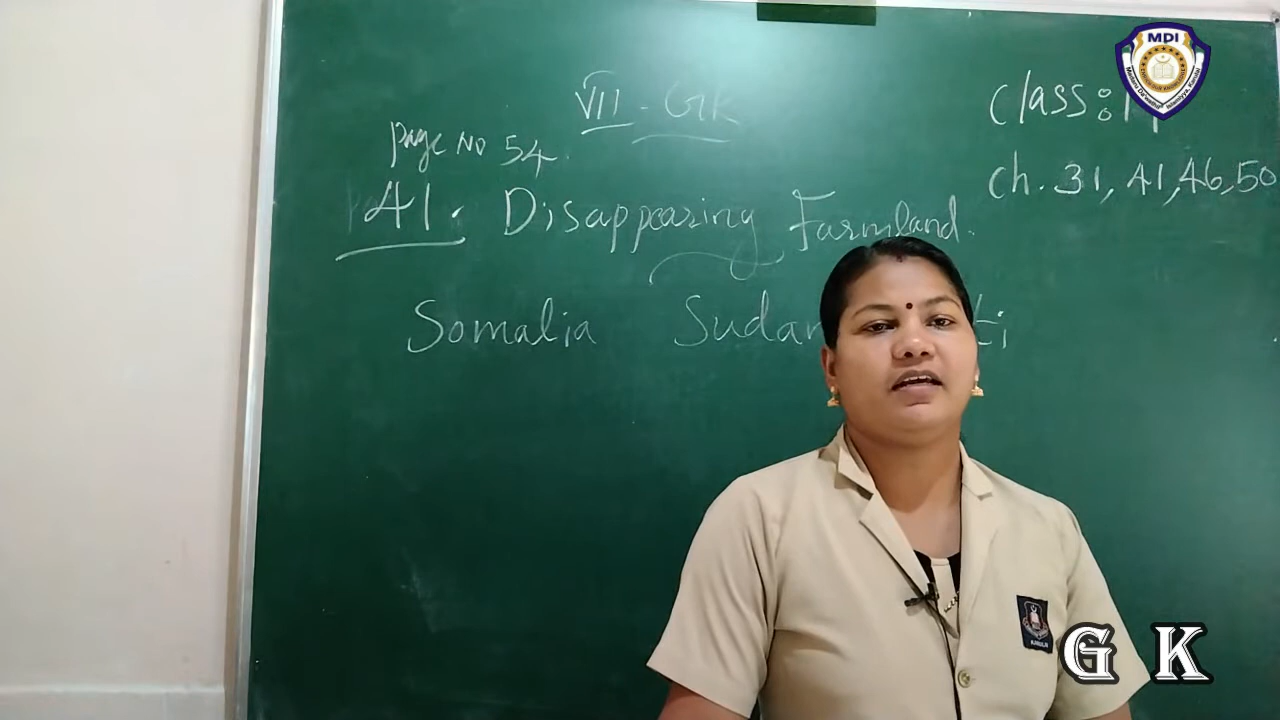 VII - GK
class:
Page No 54.
ch. 31, 41, 46, 50
41. Disappearing Farmland.
Somalia Sudan
MDI
G K